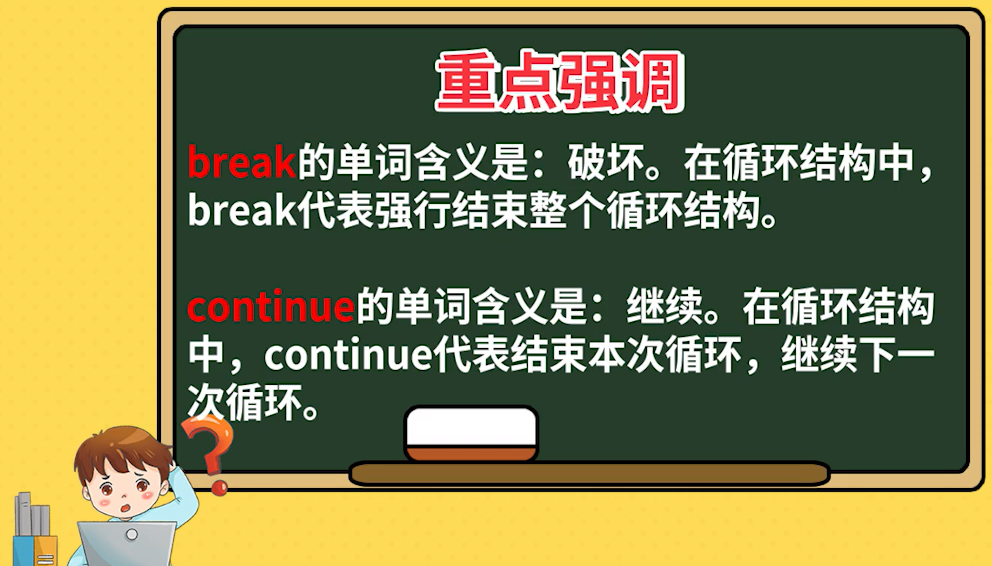 重点强调
break的单词含义是：破坏。在循环结构中，
break代表强行结束整个循环结构。
continue的单词含义是：继续。在循环结构
中，continue代表结束本次循环，继续下一
次循环。
?